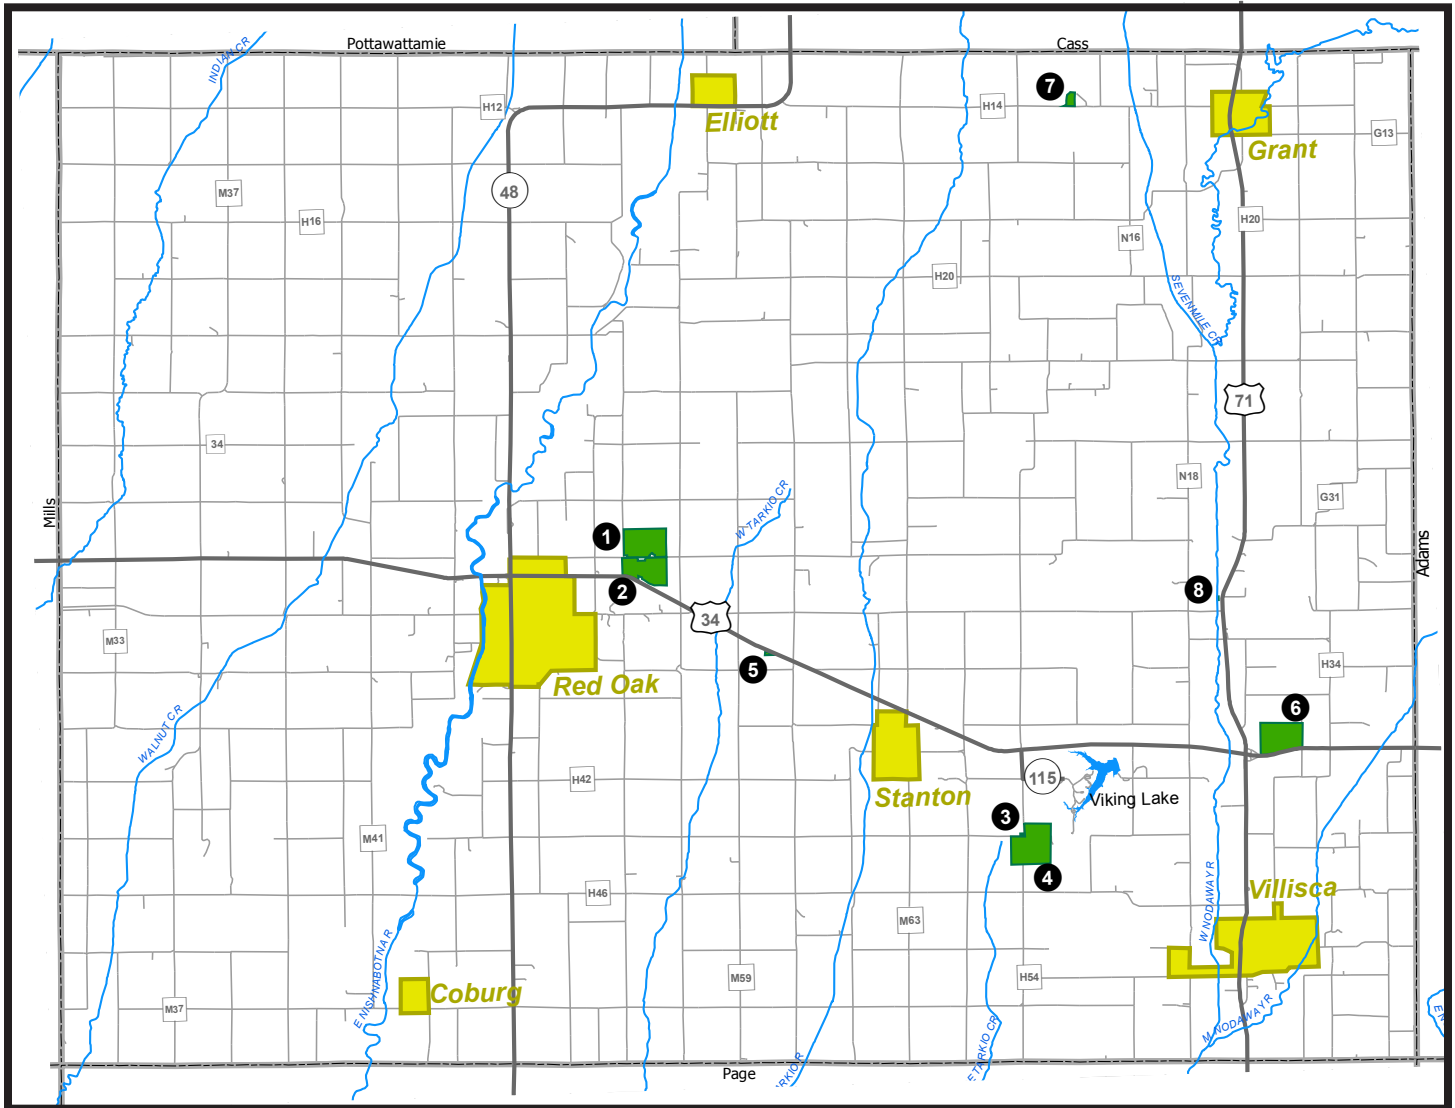 Pottawattamie
Cass
INDIAN CR
H12
Elliott
7
H14
Grant
G13
M37
48
H16
H20
N16
H20
SEVENMILE CR
71
34
N18
G31
Mills
W TARKIO CR
1
2
Adams
8
34
M33
5
H34
Red Oak
6
WALNUT CR
H42
115
Stanton
Viking Lake
3
M41
4
H46
Villisca
W NODAWAY R
M63
E NISHNABOTNA R
M59
H54
Coburg
M37
M NODAWAY R
E TARKIO CR
RKIO R
Page